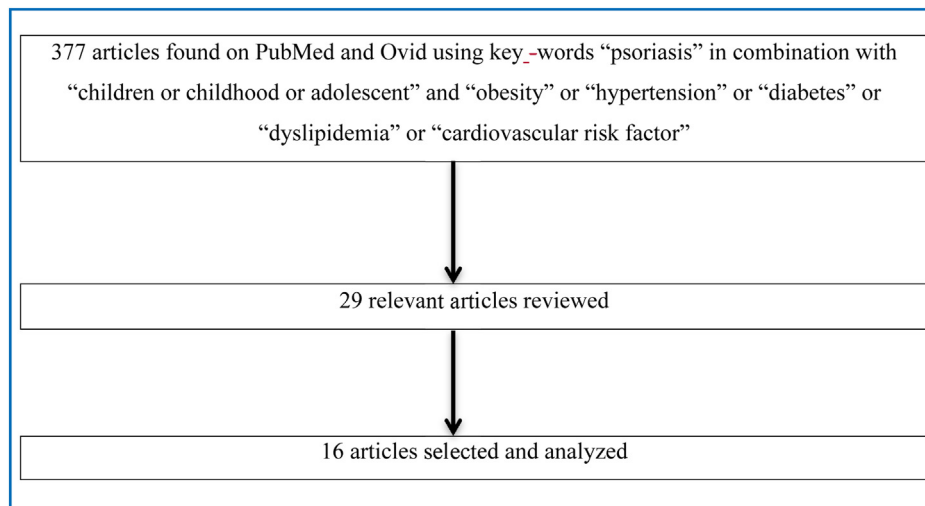 377 articles found on PubMed and Ovid using key_-words “psoriasis” in combination with
“children or childhood or adolescent” and “obesity” or “hypertension” or “diabetes” or
“dyslipidemia” or “cardiovascular risk factor”
29 relevant articles reviewed
16 articles selected and analyzed